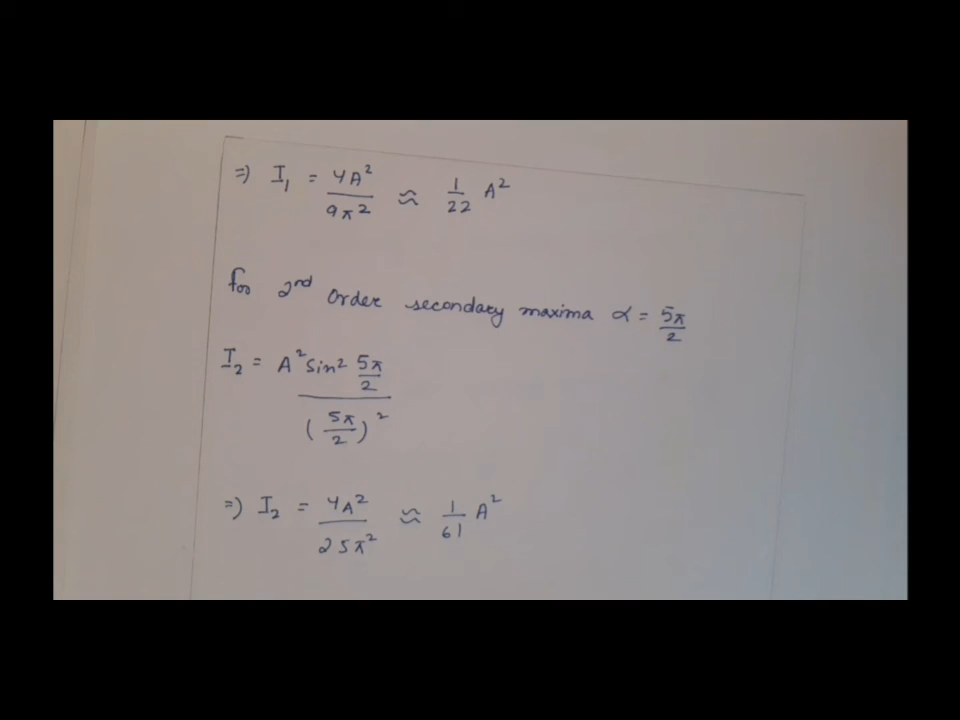 =) I₁ = 4A² / 9π² ≈ 1/22 A²
for 2nd Order secondary maxima α = 5π/2
I₂ = A² Sin² 5π/2 / (5π/2)²
=) I₂ = 4A² / 25π² ≈ 1/61 A²